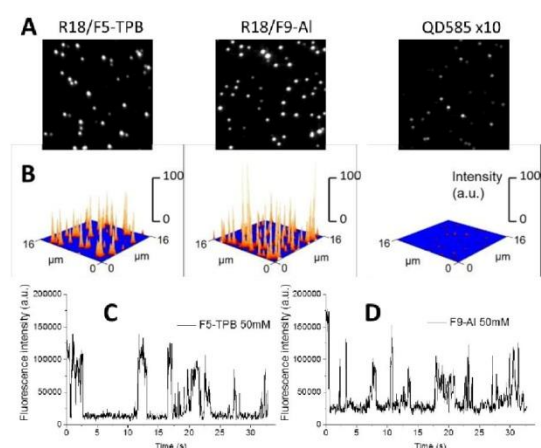 A R18/F5-TPB R18/F9-Al QD585 x10
B 100 100 Intensity 100
(a.u.)
0 0 0
16 16 16 16 16 16
μm μm μm μm μm μm
0 0 0 0 0 0
C
F5-TPB 50mM
Fluorescence intensity (a.u.)
200000
150000
100000
50000
0
0 5 10 15 20 25 30
Time (s)
D
F9-Al 50mM
Fluorescence intensity (a.u.)
200000
150000
100000
50000
0
0 5 10 15 20 25 30
Time (s)